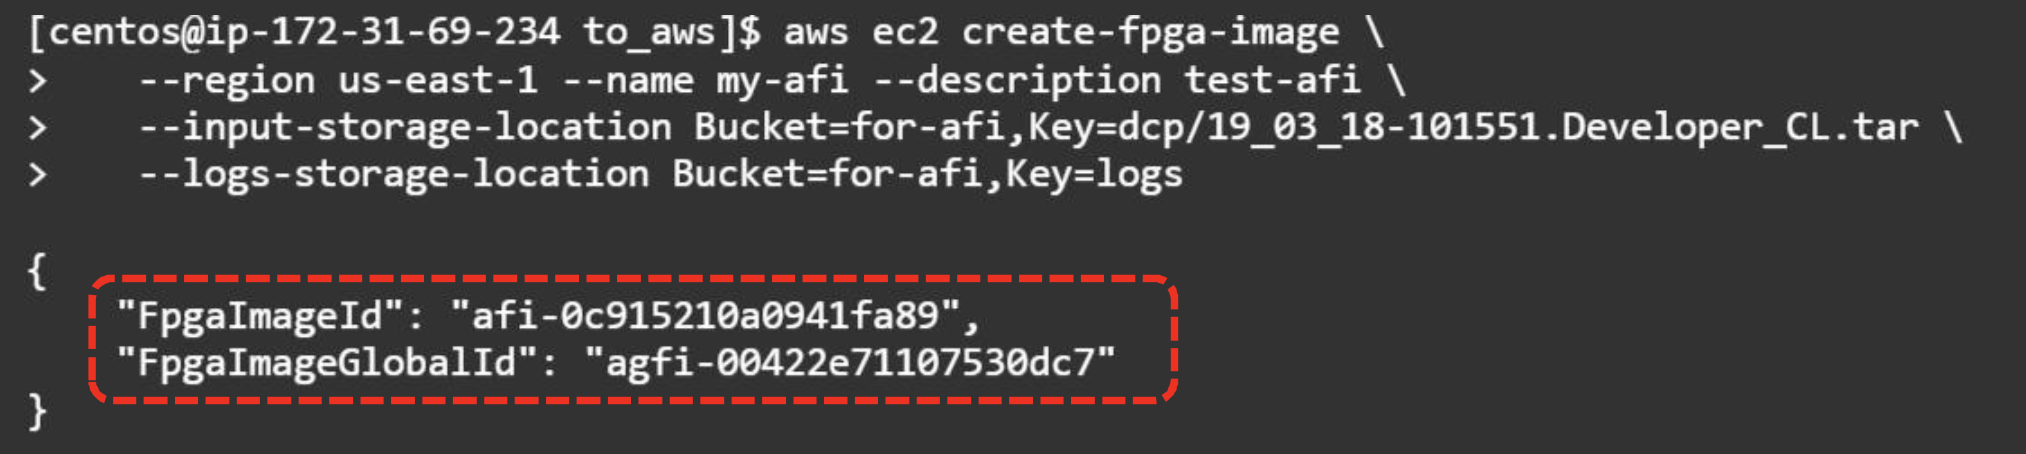 [centos@ip-172-31-69-234 to_aws]$ aws ec2 create-fpga-image \
>    --region us-east-1 --name my-afi --description test-afi \
>    --input-storage-location Bucket=for-afi,Key=dcp/19_03_18-101551.Developer_CL.tar \
>    --logs-storage-location Bucket=for-afi,Key=logs
{
    "FpgaImageId": "afi-0c915210a0941fa89",
    "FpgaImageGlobalId": "agfi-00422e71107530dc7"
}